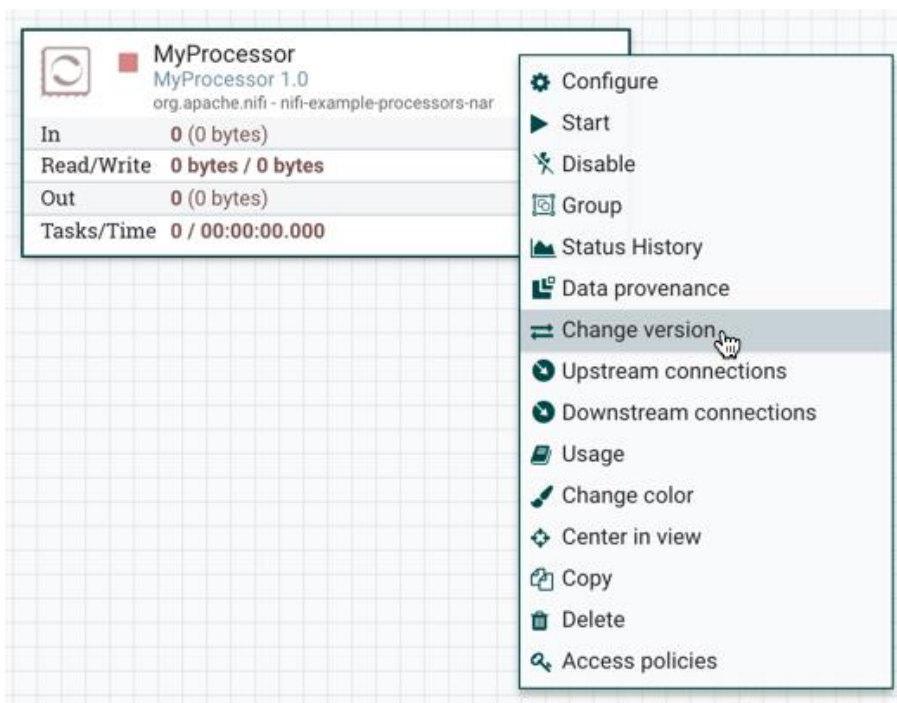 MyProcessor
MyProcessor 1.0
org.apache.nifi - nifi-example-processors-nar
In 0 (0 bytes)
Read/Write 0 bytes / 0 bytes
Out 0 (0 bytes)
Tasks/Time 0 / 00:00:00.000
Configure
Start
Disable
Group
Status History
Data provenance
Change version
Upstream connections
Downstream connections
Usage
Change color
Center in view
Copy
Delete
Access policies